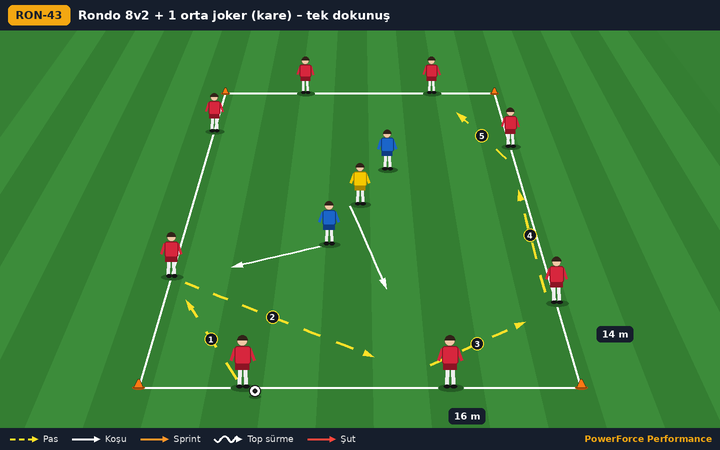 RON-43 Rondo 8v2 + 1 orta joker (kare) – tek dokunuş
5
4
1
2
3
14 m
16 m
Pas Koşu Sprint Top sürme Şut PowerForce Performance